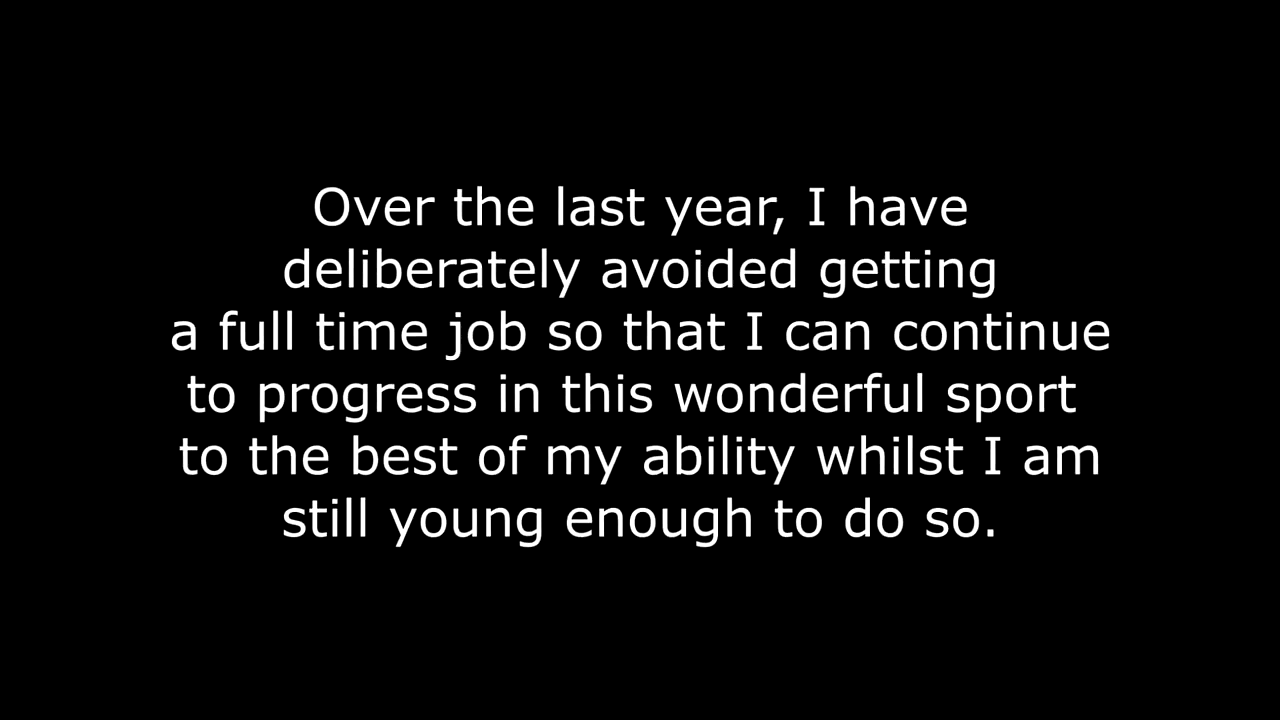 Over the last year, I have
deliberately avoided getting
a full time job so that I can continue
to progress in this wonderful sport
to the best of my ability whilst I am
still young enough to do so.